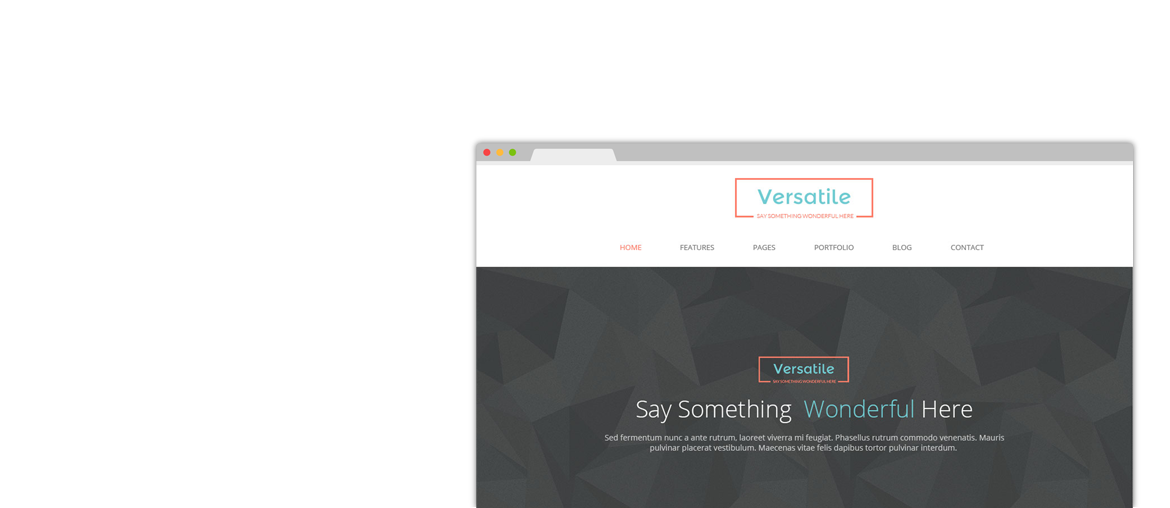 Versatile
SAY SOMETHING WONDERFUL HERE
HOME FEATURES PAGES PORTFOLIO BLOG CONTACT
Versatile
SAY SOMETHING WONDERFUL HERE
Say Something Wonderful Here
Sed fermentum nunc a ante rutrum, laoreet viverra mi feugiat. Phasellus rutrum commodo venenatis. Mauris
pulvinar placerat vestibulum. Maecenas vitae felis dapibus tortor pulvinar interdum.